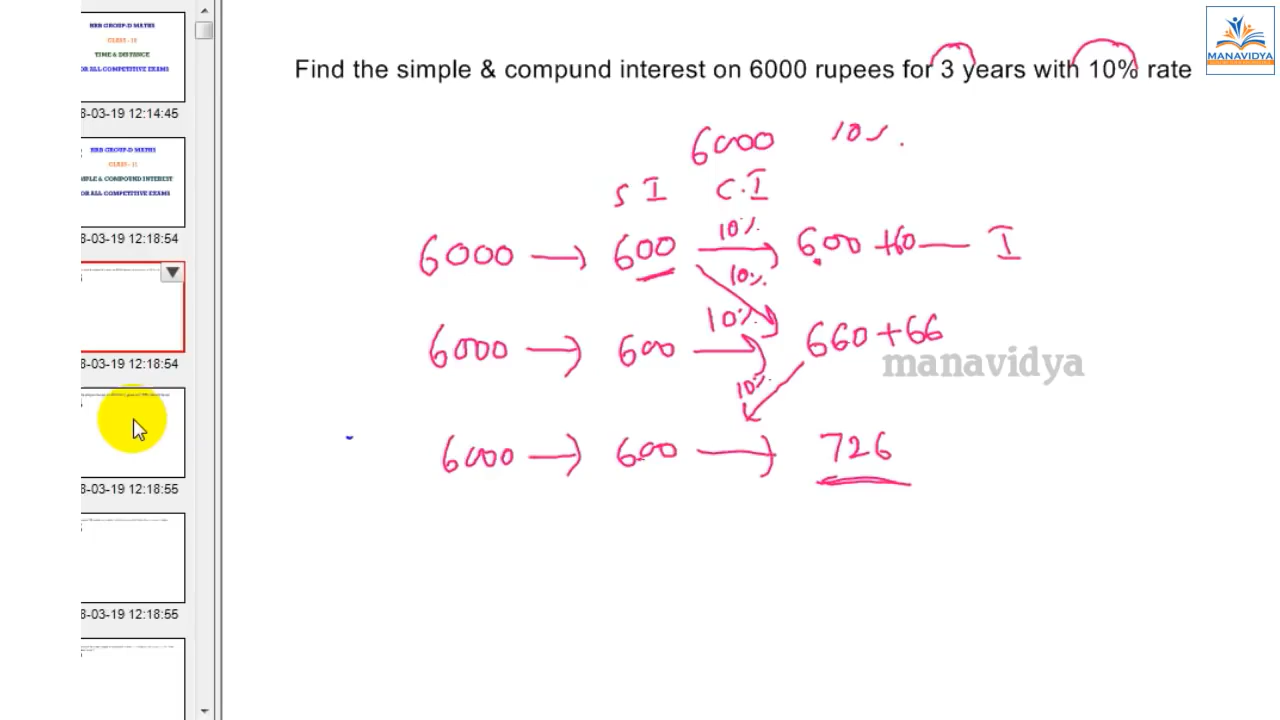 RRB GROUP-D MATHS
CLASS - 10
TIME & DISTANCE
FOR ALL COMPETITIVE EXAMS
8-03-19 12:14:45
RRB GROUP-D MATHS
CLASS - 11
SIMPLE & COMPOUND INTEREST
FOR ALL COMPETITIVE EXAMS
8-03-19 12:18:54
8-03-19 12:18:54
8-03-19 12:18:55
8-03-19 12:18:55
MANAVIDYA
Find the simple & compund interest on 6000 rupees for 3 years with 10% rate
6000 10%
S I C.I
6000 → 600 10% → 600 + 60 — I
10%
6000 → 600 10% → 660 + 66
manavidya
10%
6000 → 600 → 726